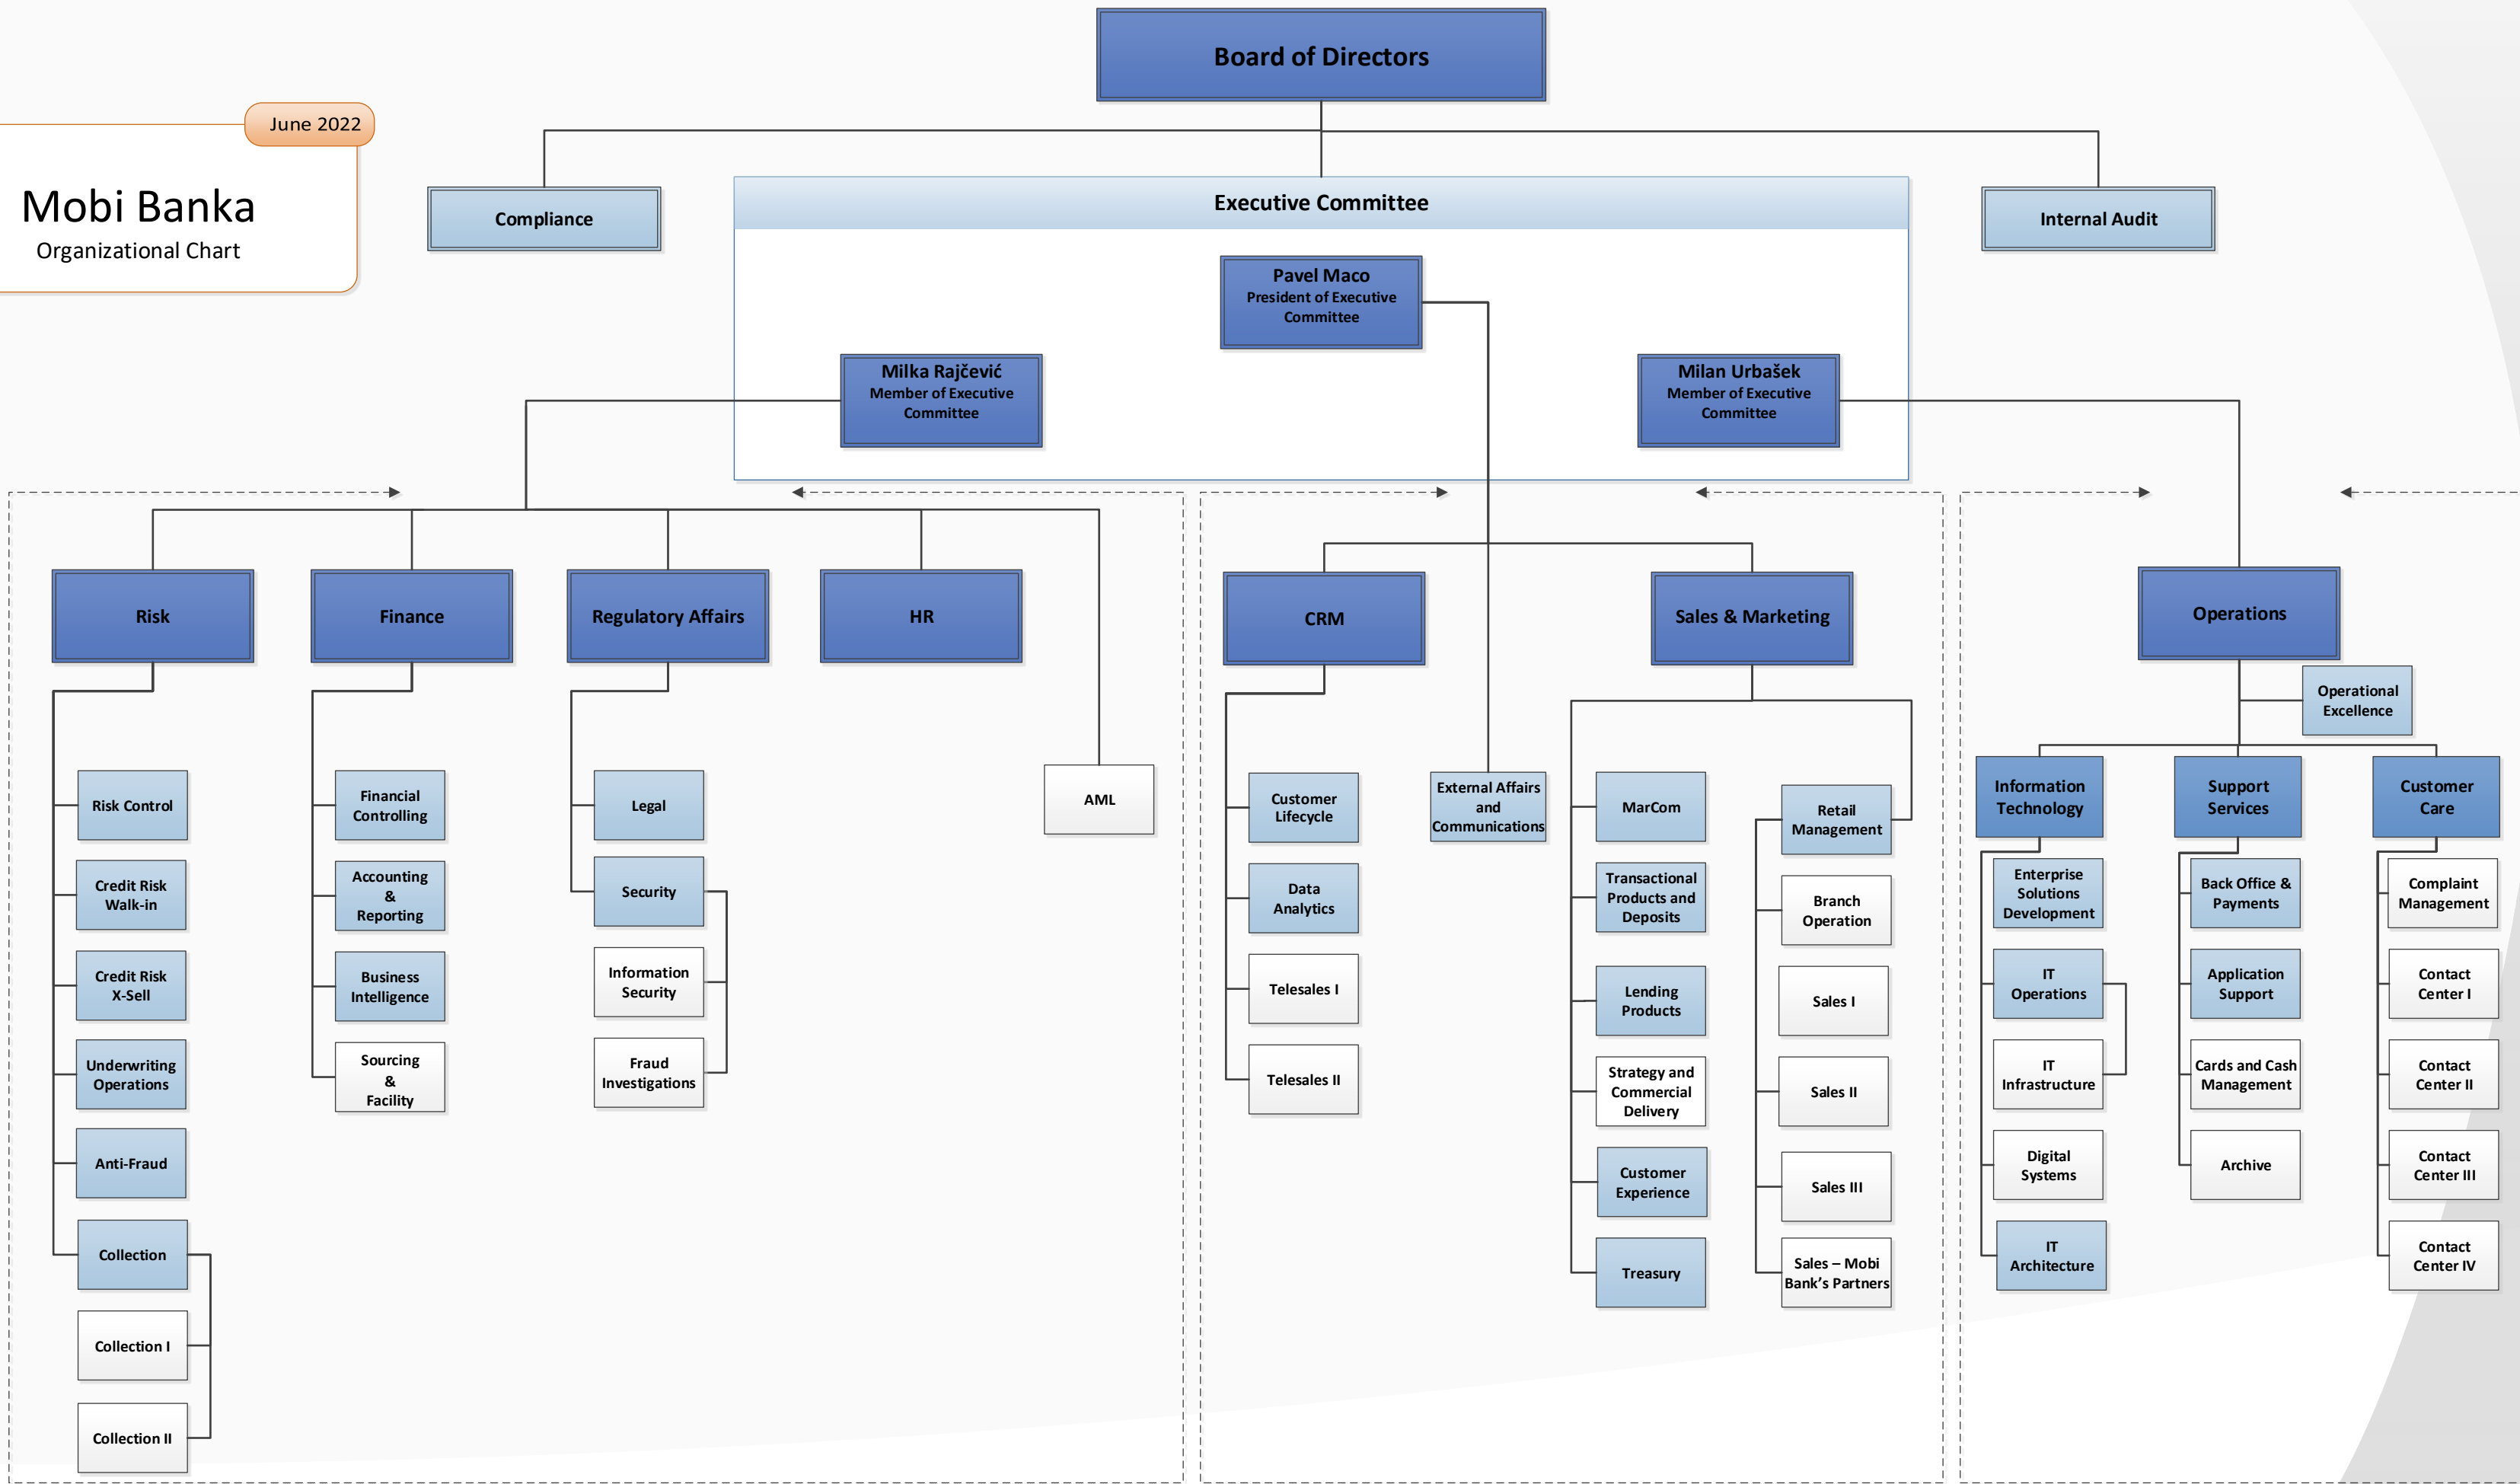 Board of Directors
June 2022
Mobi Banka
Organizational Chart
Compliance
Executive Committee
Internal Audit
Pavel Maco
President of Executive
Committee
Milka Rajčević
Member of Executive
Committee
Milan Urbašek
Member of Executive
Committee
Risk
Finance
Regulatory Affairs
HR
CRM
Sales & Marketing
Operations
Operational
Excellence
Risk Control
Credit Risk
Walk-in
Credit Risk
X-Sell
Underwriting
Operations
Anti-Fraud
Collection
Collection I
Collection II
Financial
Controlling
Accounting
&
Reporting
Business
Intelligence
Sourcing
&
Facility
Legal
Security
Information
Security
Fraud
Investigations
AML
Customer
Lifecycle
Data
Analytics
Telesales I
Telesales II
External Affairs
and
Communications
MarCom
Transactional
Products and
Deposits
Lending
Products
Strategy and
Commercial
Delivery
Customer
Experience
Treasury
Retail
Management
Branch
Operation
Sales I
Sales II
Sales III
Sales – Mobi
Bank’s Partners
Information
Technology
Enterprise
Solutions
Development
IT
Operations
IT
Infrastructure
Digital
Systems
IT
Architecture
Support
Services
Back Office &
Payments
Application
Support
Cards and Cash
Management
Archive
Customer
Care
Complaint
Management
Contact
Center I
Contact
Center II
Contact
Center III
Contact
Center IV